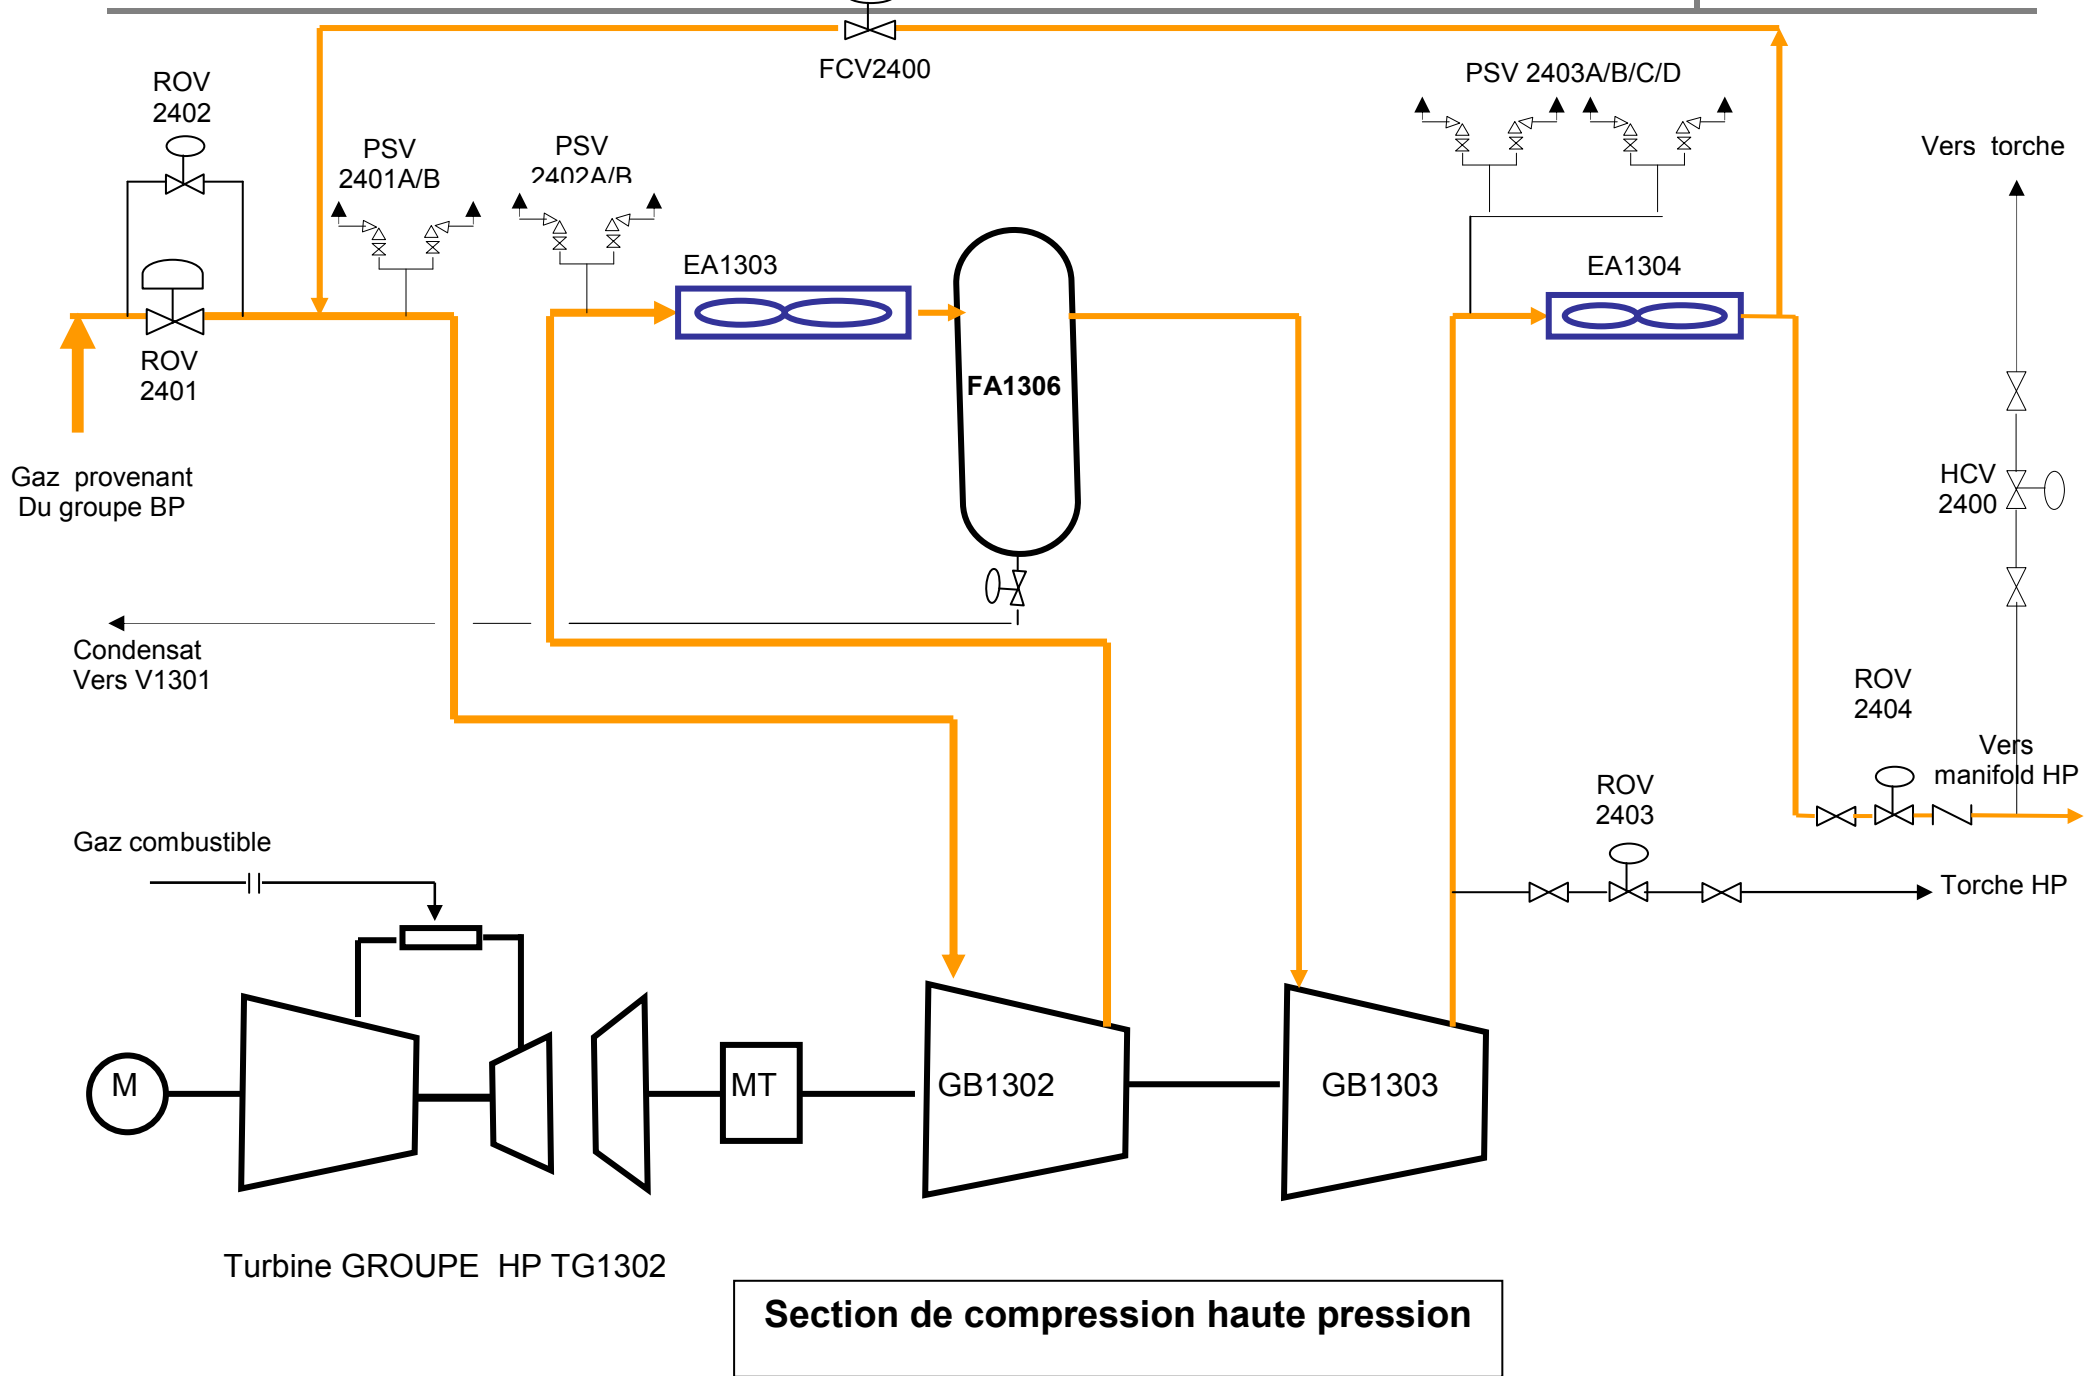 FCV2400
ROV
2402
PSV
2401A/B
PSV
2402A/B
PSV 2403A/B/C/D
Vers torche
EA1303
EA1304
ROV
2401
FA1306
Gaz provenant
Du groupe BP
HCV
2400
Condensat
Vers V1301
ROV
2404
Vers
manifold HP
ROV
2403
Gaz combustible
Torche HP
M
MT
GB1302
GB1303
Turbine GROUPE HP TG1302
Section de compression haute pression